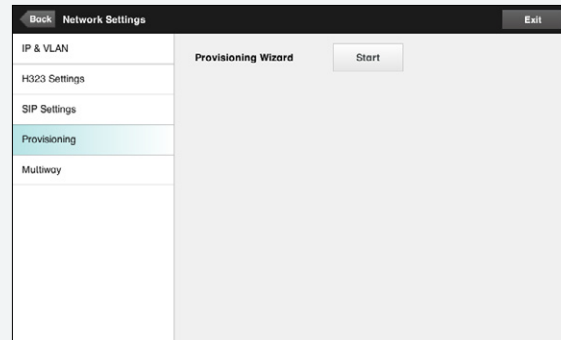 Back Network Settings Exit
IP & VLAN
Provisioning Wizard Start
H323 Settings
SIP Settings
Provisioning
Multiway